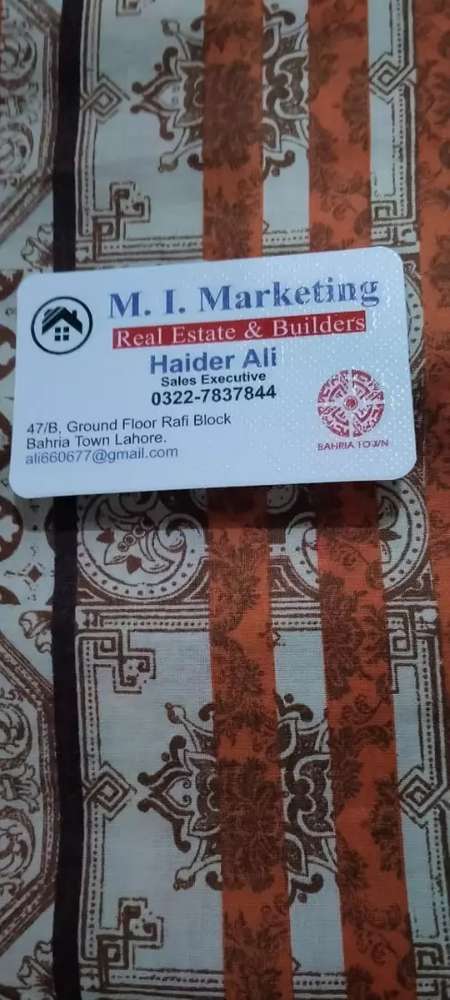 M. I. Marketing
Real Estate & Builders
Haider Ali
Sales Executive
0322-7837844
47/B, Ground Floor Rafi Block
Bahria Town Lahore.
ali660677@gmail.com
BAHRIA TOWN